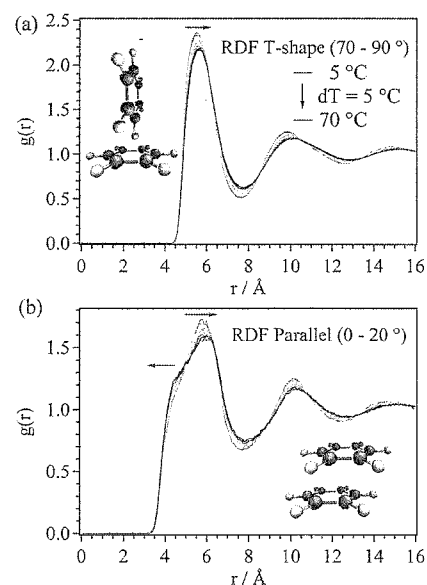 (a)
2.5
2.0
1.5
1.0
0.5
0.0
g(r)
RDF T-shape (70 - 90 °)
5 °C
dT = 5 °C
70 °C
0 2 4 6 8 10 12 14 16
r / Å
(b)
1.5
1.0
0.5
0.0
g(r)
RDF Parallel (0 - 20 °)
0 2 4 6 8 10 12 14 16
r / Å